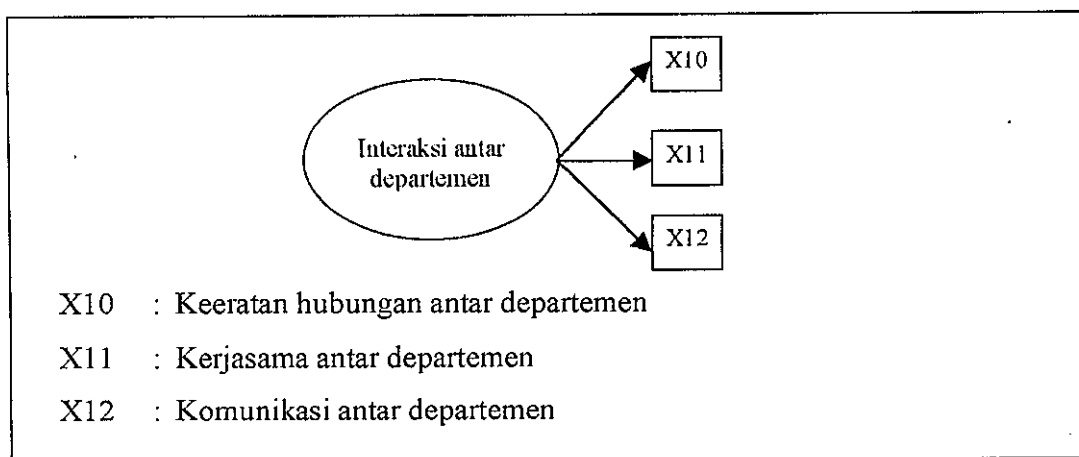 X10
Interaksi antar
departemen
X11
X12
X10 : Keeratan hubungan antar departemen
X11 : Kerjasama antar departemen
X12 : Komunikasi antar departemen